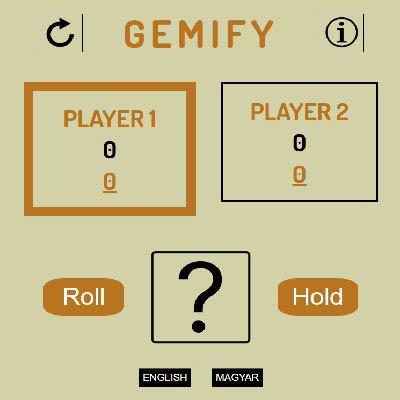 GEMIFY
PLAYER 1
0
0
PLAYER 2
0
0
Roll
?
Hold
ENGLISH
MAGYAR